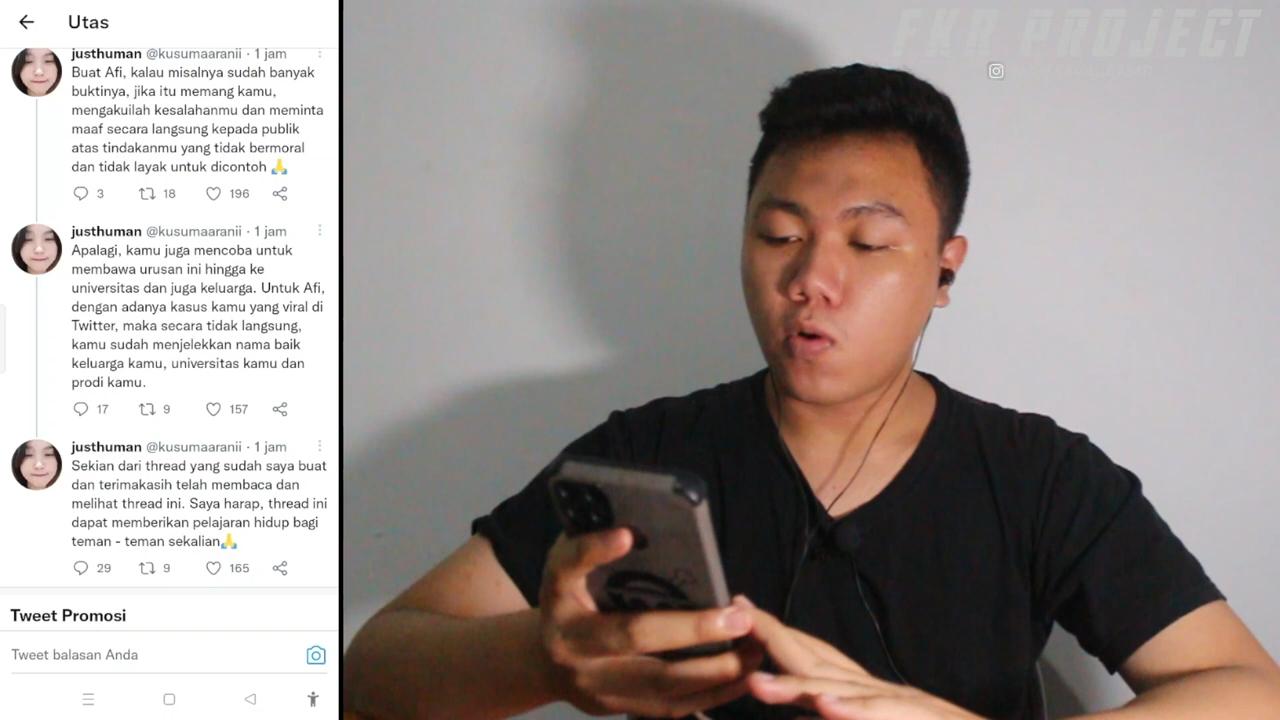 Utas
justhuman @kusumaaranii · 1 jam
Buat Afi, kalau misalnya sudah banyak
buktinya, jika itu memang kamu,
mengakuilah kesalahanmu dan meminta
maaf secara langsung kepada publik
atas tindakanmu yang tidak bermoral
dan tidak layak untuk dicontoh 🙏
3 18 196
justhuman @kusumaaranii · 1 jam
Apalagi, kamu juga mencoba untuk
membawa urusan ini hingga ke
universitas dan juga keluarga. Untuk Afi,
dengan adanya kasus kamu yang viral di
Twitter, maka secara tidak langsung,
kamu sudah menjelekkan nama baik
keluarga kamu, universitas kamu dan
prodi kamu.
17 9 157
justhuman @kusumaaranii · 1 jam
Sekian dari thread yang sudah saya buat
dan terimakasih telah membaca dan
melihat thread ini. Saya harap, thread ini
dapat memberikan pelajaran hidup bagi
teman - teman sekalian🙏
29 9 165
Tweet Promosi
Tweet balasan Anda
FKR PROJECT